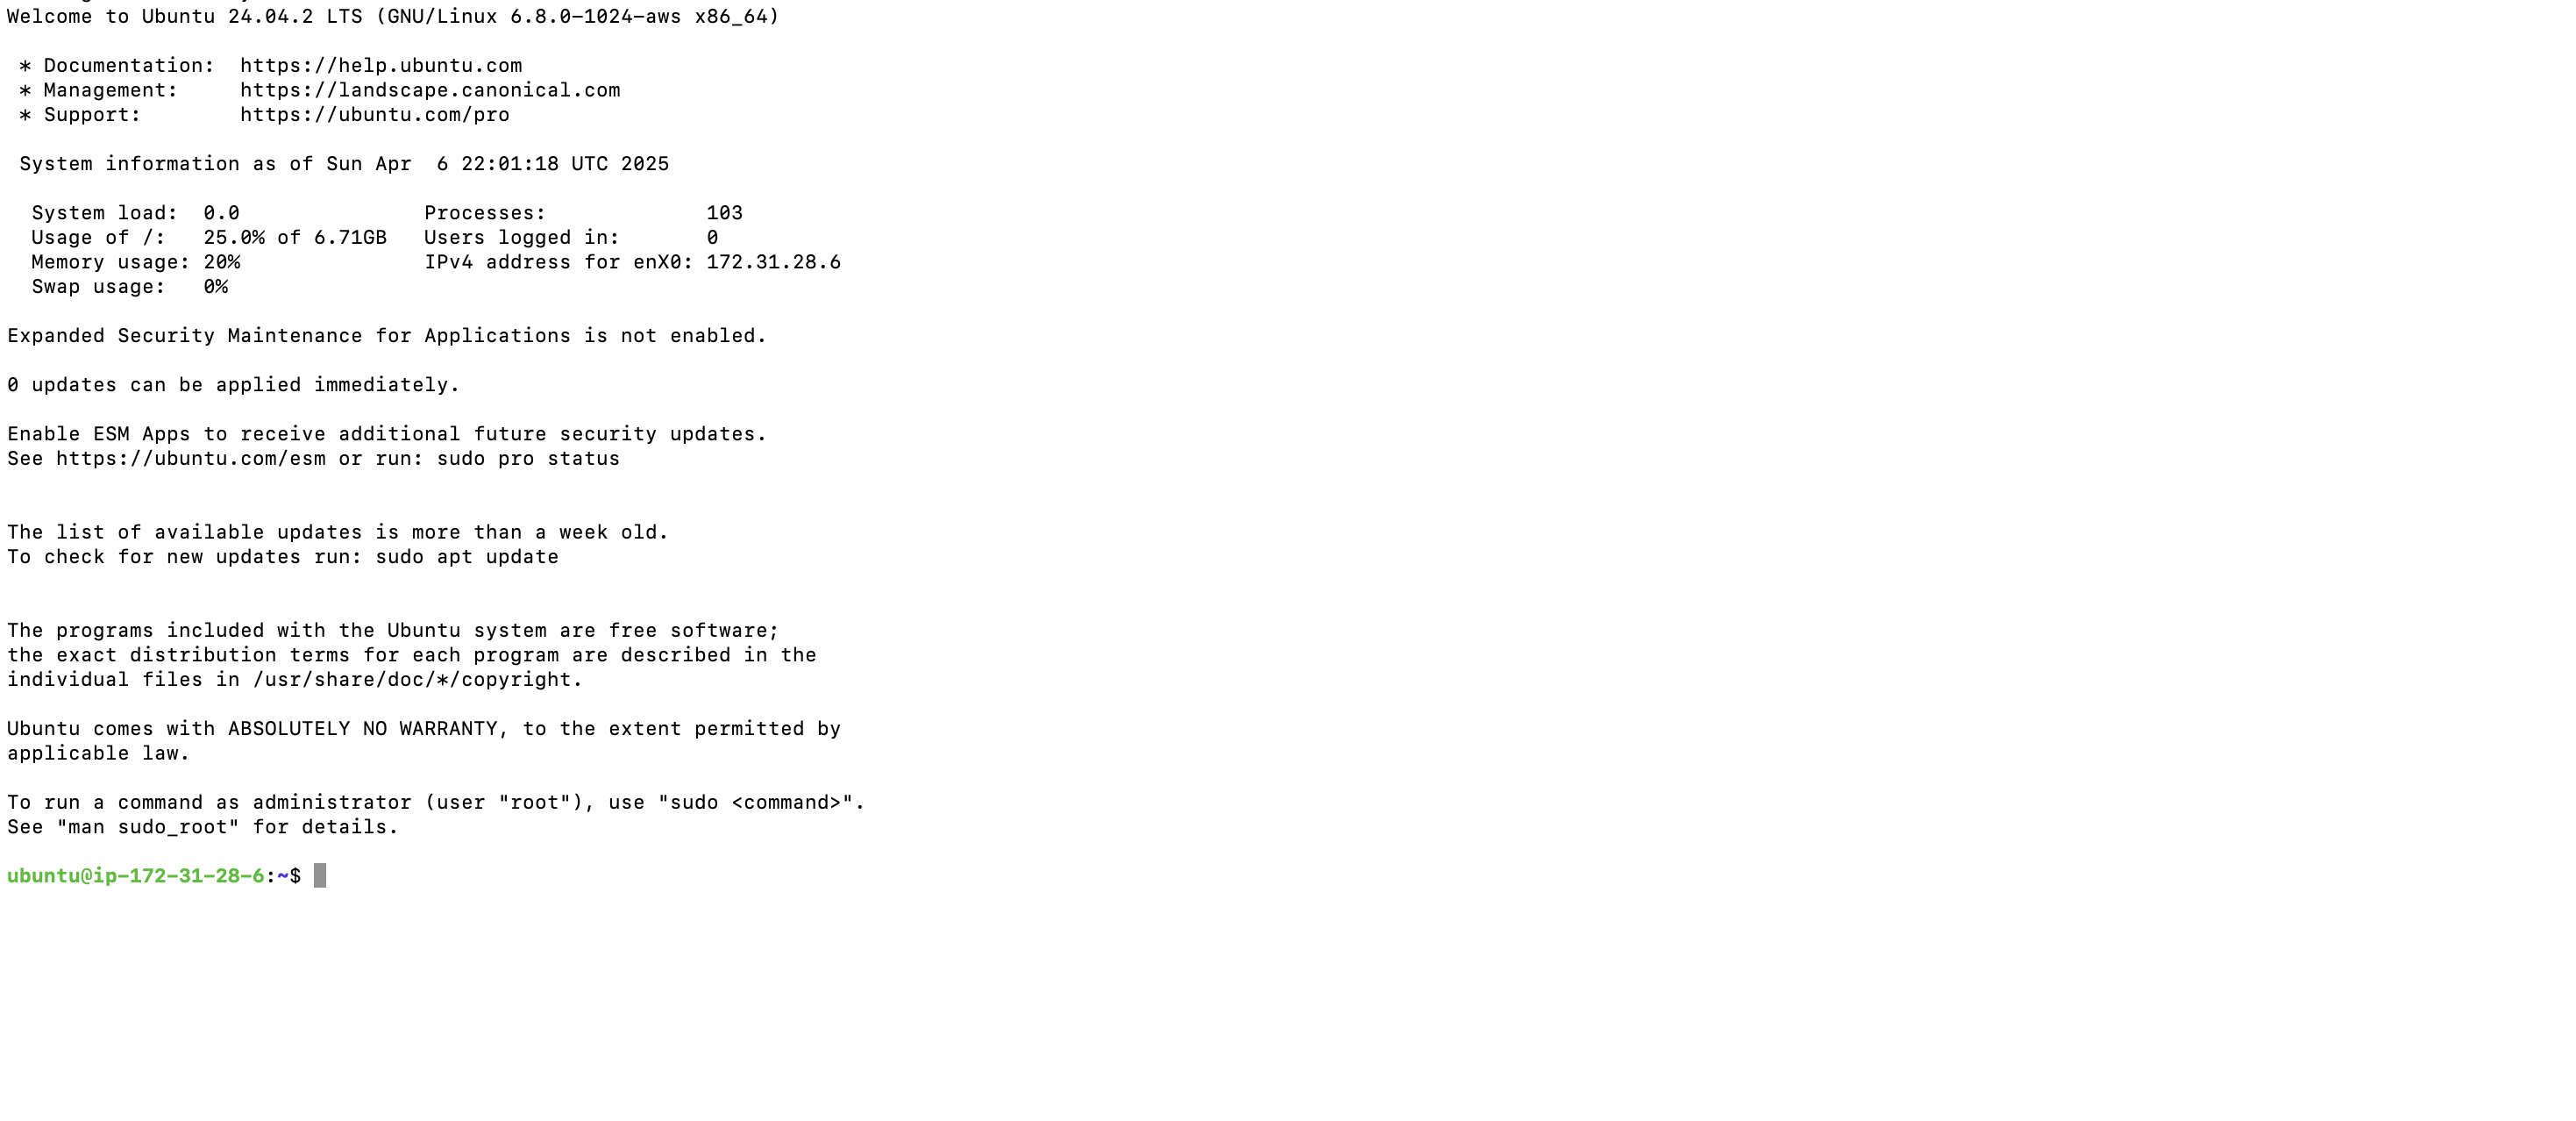 Welcome to Ubuntu 24.04.2 LTS (GNU/Linux 6.8.0-1024-aws x86_64)
* Documentation: https://help.ubuntu.com
* Management: https://landscape.canonical.com
* Support: https://ubuntu.com/pro
System information as of Sun Apr 6 22:01:18 UTC 2025
System load: 0.0 Processes: 103
Usage of /: 25.0% of 6.71GB Users logged in: 0
Memory usage: 20% IPv4 address for enX0: 172.31.28.6
Swap usage: 0%
Expanded Security Maintenance for Applications is not enabled.
0 updates can be applied immediately.
Enable ESM Apps to receive additional future security updates.
See https://ubuntu.com/esm or run: sudo pro status
The list of available updates is more than a week old.
To check for new updates run: sudo apt update
The programs included with the Ubuntu system are free software;
the exact distribution terms for each program are described in the
individual files in /usr/share/doc/*/copyright.
Ubuntu comes with ABSOLUTELY NO WARRANTY, to the extent permitted by
applicable law.
To run a command as administrator (user "root"), use "sudo <command>".
See "man sudo_root" for details.
ubuntu@ip-172-31-28-6:~$